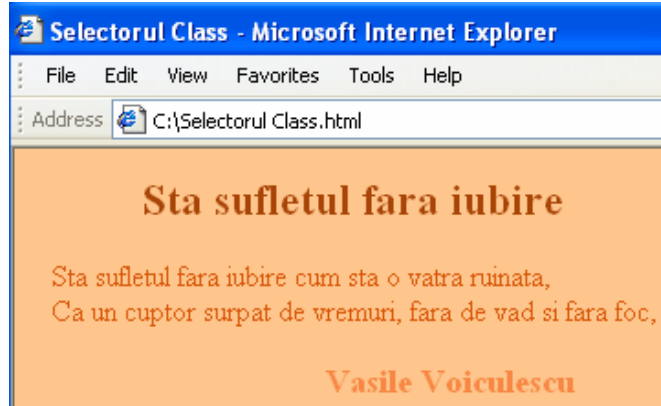 Selectorul Class - Microsoft Internet Explorer
File Edit View Favorites Tools Help
Address C:\Selectorul Class.html
Sta sufletul fara iubire
Sta sufletul fara iubire cum sta o vatra ruinata,
Ca un cuptor surpat de vremuri, fara de vad si fara foc,
Vasile Voiculescu